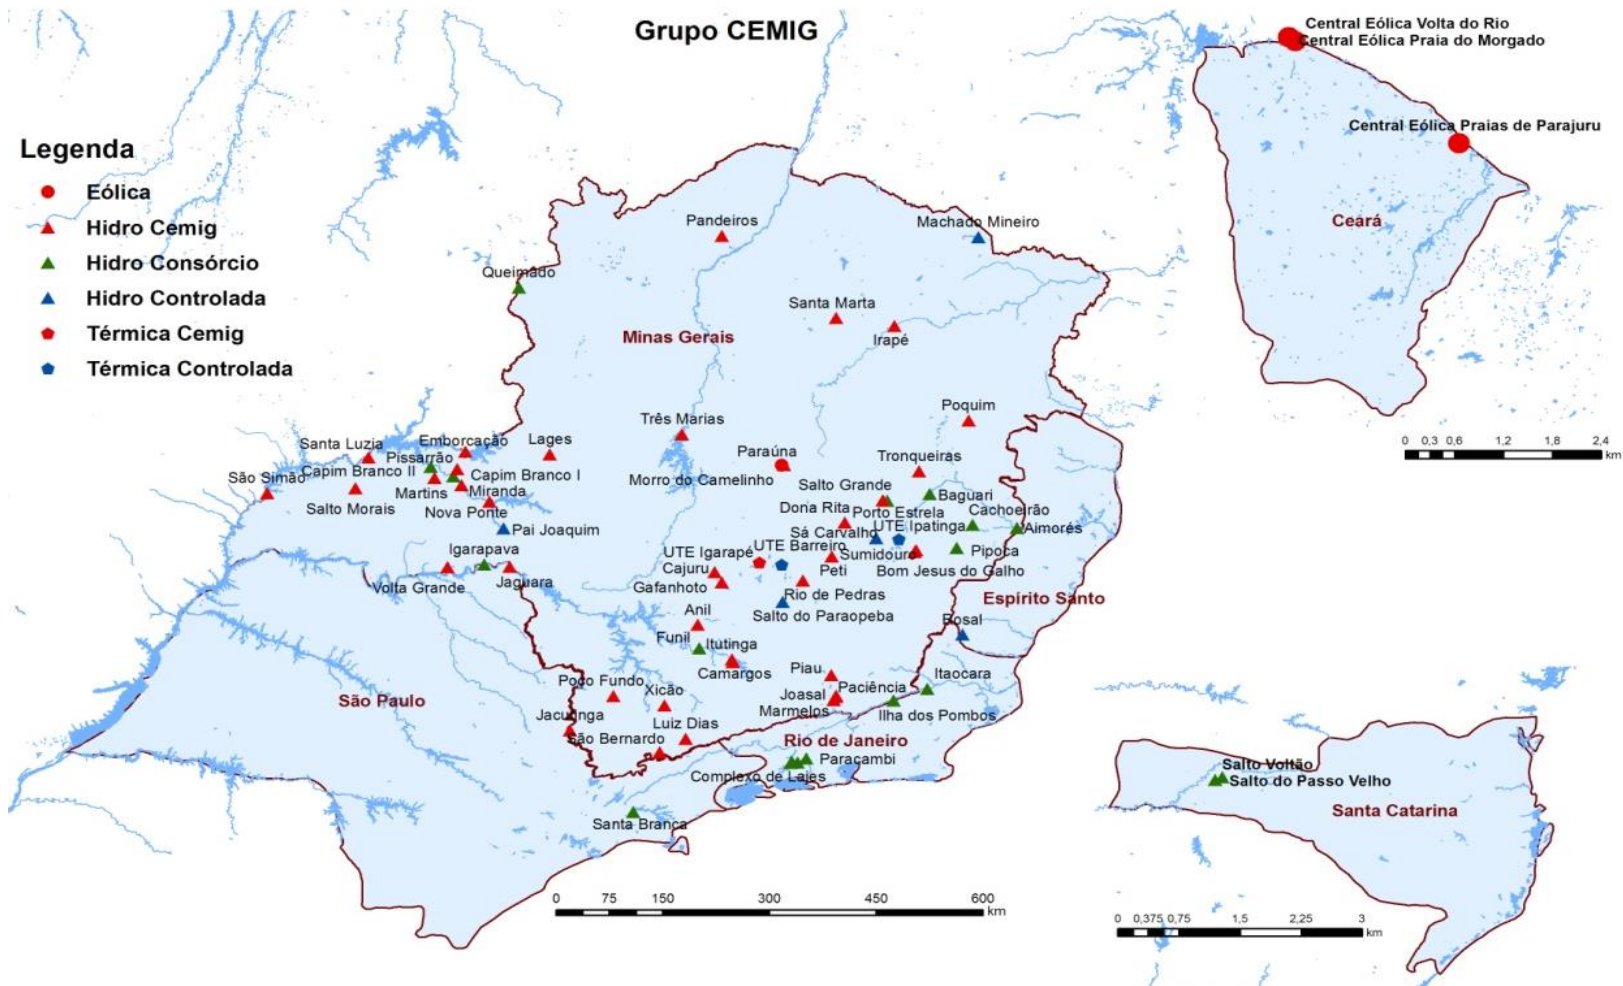 Grupo CEMIG
Central Eólica Volta do Rio
Central Eólica Praia do Morgado
Central Eólica Praias de Parajuru
Ceará
0 0,3 0,6 1,2 1,8 2,4
km
Legenda
Eólica
Hidro Cemig
Hidro Consórcio
Hidro Controlada
Térmica Cemig
Térmica Controlada
Pandeiros
Machado Mineiro
Queimado
Santa Marta
Minas Gerais
Irapé
Poquim
Três Marias
Santa Luzia
Emborcação
Lages
Paraúna
Tronqueiras
Pissarrão
São Simão
Capim Branco II
Capim Branco I
Morro do Camelinho
Salto Grande
Baguari
Martins
Miranda
Salto Morais
Nova Ponte
Dona Rita
Porto Estrela
Cachoeirão
Pai Joaquim
Sá Carvalho
UTE Ipatinga
Aimorés
Igarapava
UTE Igarapé
UTE Barreiro
Sumidouro
Pipoca
Cajuru
Peti
Bom Jesus do Galho
Volta Grande
Jaguara
Gafanhoto
Rio de Pedras
Espírito Santo
Anil
Salto do Paraopeba
Rosal
Funil
Itutinga
Camargos
Piau
Itaocara
Poço Fundo
Xicão
Joasal
Paciência
São Paulo
Marmelos
Ilha dos Pombos
Jacutinga
Luiz Dias
São Bernardo
Rio de Janeiro
Paracambi
Complexo de Lajes
Santa Branca
0 75 150 300 450 600
km
Salto Voltão
Salto do Passo Velho
Santa Catarina
0 0,375 0,75 1,5 2,25 3
km